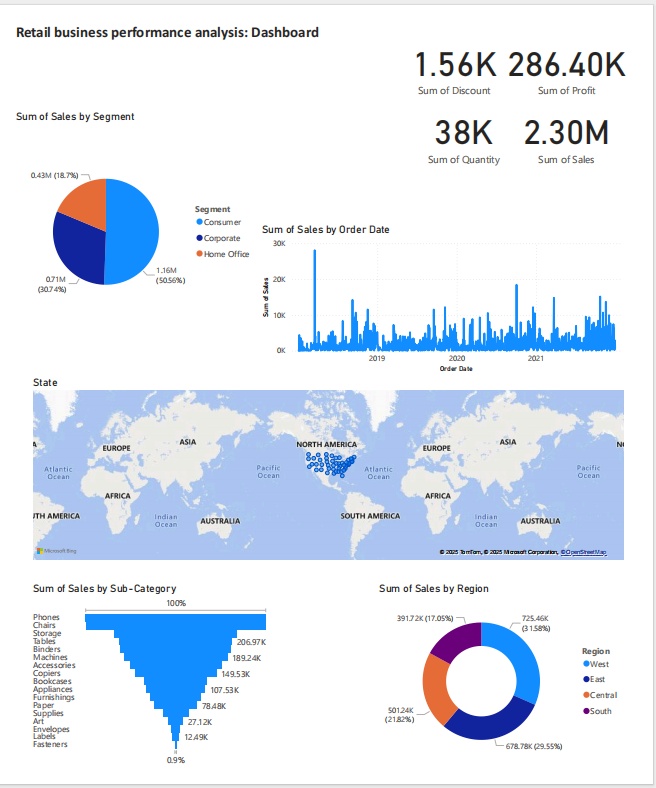 Retail business performance analysis: Dashboard
1.56K
Sum of Discount
286.40K
Sum of Profit
38K
Sum of Quantity
2.30M
Sum of Sales
Sum of Sales by Segment
0.43M (18.7%)
0.71M
(30.74%)
1.16M
(50.56%)
Segment
Consumer
Corporate
Home Office
Sum of Sales by Order Date
Sum of Sales
30K
20K
10K
0K
2019
2020
2021
Order Date
State
NORTH AMERICA
EUROPE
ASIA
Atlantic
Ocean
Pacific
Ocean
AFRICA
Indian
Ocean
AUSTRALIA
UTH AMERICA
SOUTH AMERICA
EUROPE
ASIA
Atlantic
Ocean
Pacific
Ocean
AFRICA
Indian
Ocean
AUSTRALIA
Microsoft Bing
© 2025 TomTom, © 2025 Microsoft Corporation, © OpenStreetMap
Sum of Sales by Sub-Category
100%
Phones
Chairs
Storage
Tables
206.97K
Binders
Machines
189.24K
Accessories
Copiers
149.53K
Bookcases
Appliances
107.53K
Furnishings
Paper
78.48K
Supplies
Art
27.12K
Envelopes
Labels
12.49K
Fasteners
0.9%
Sum of Sales by Region
391.72K (17.05%)
725.46K
(31.58%)
501.24K
(21.82%)
678.78K (29.55%)
Region
West
East
Central
South